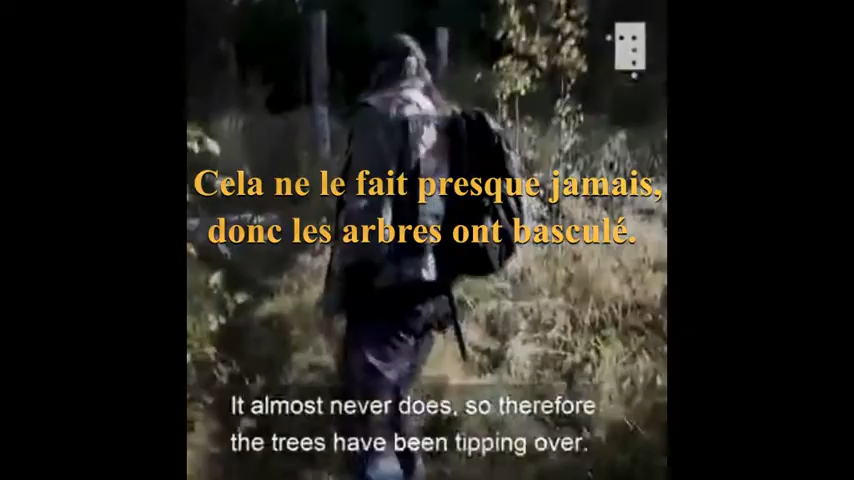 Cela ne le fait presque jamais,
donc les arbres ont basculé.
It almost never does, so therefore
the trees have been tipping over.